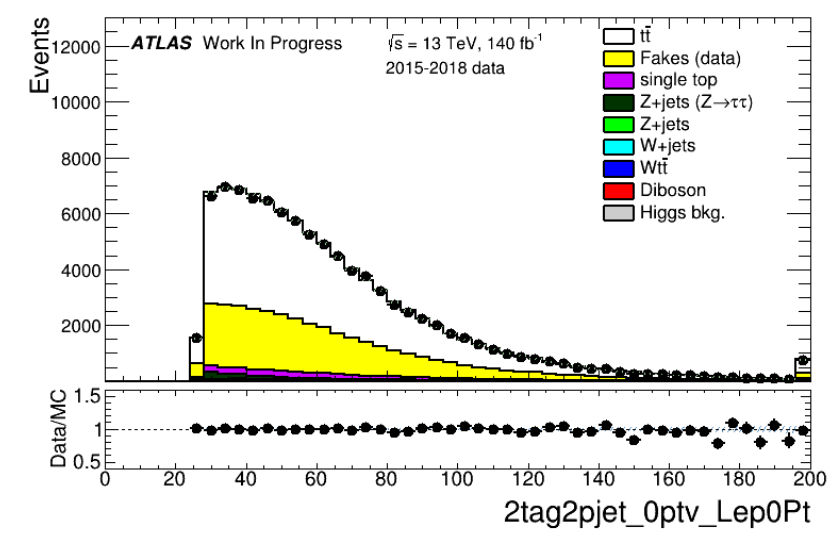 Events
12000
10000
8000
6000
4000
2000
ATLAS Work In Progress
√s = 13 TeV, 140 fb⁻¹
2015-2018 data
tt̄
Fakes (data)
single top
Z+jets (Z→ττ)
Z+jets
W+jets
Wtt̄
Diboson
Higgs bkg.
Data/MC
1.5
1
0.5
0 20 40 60 80 100 120 140 160 180 200
2tag2pjet_0ptv_Lep0Pt